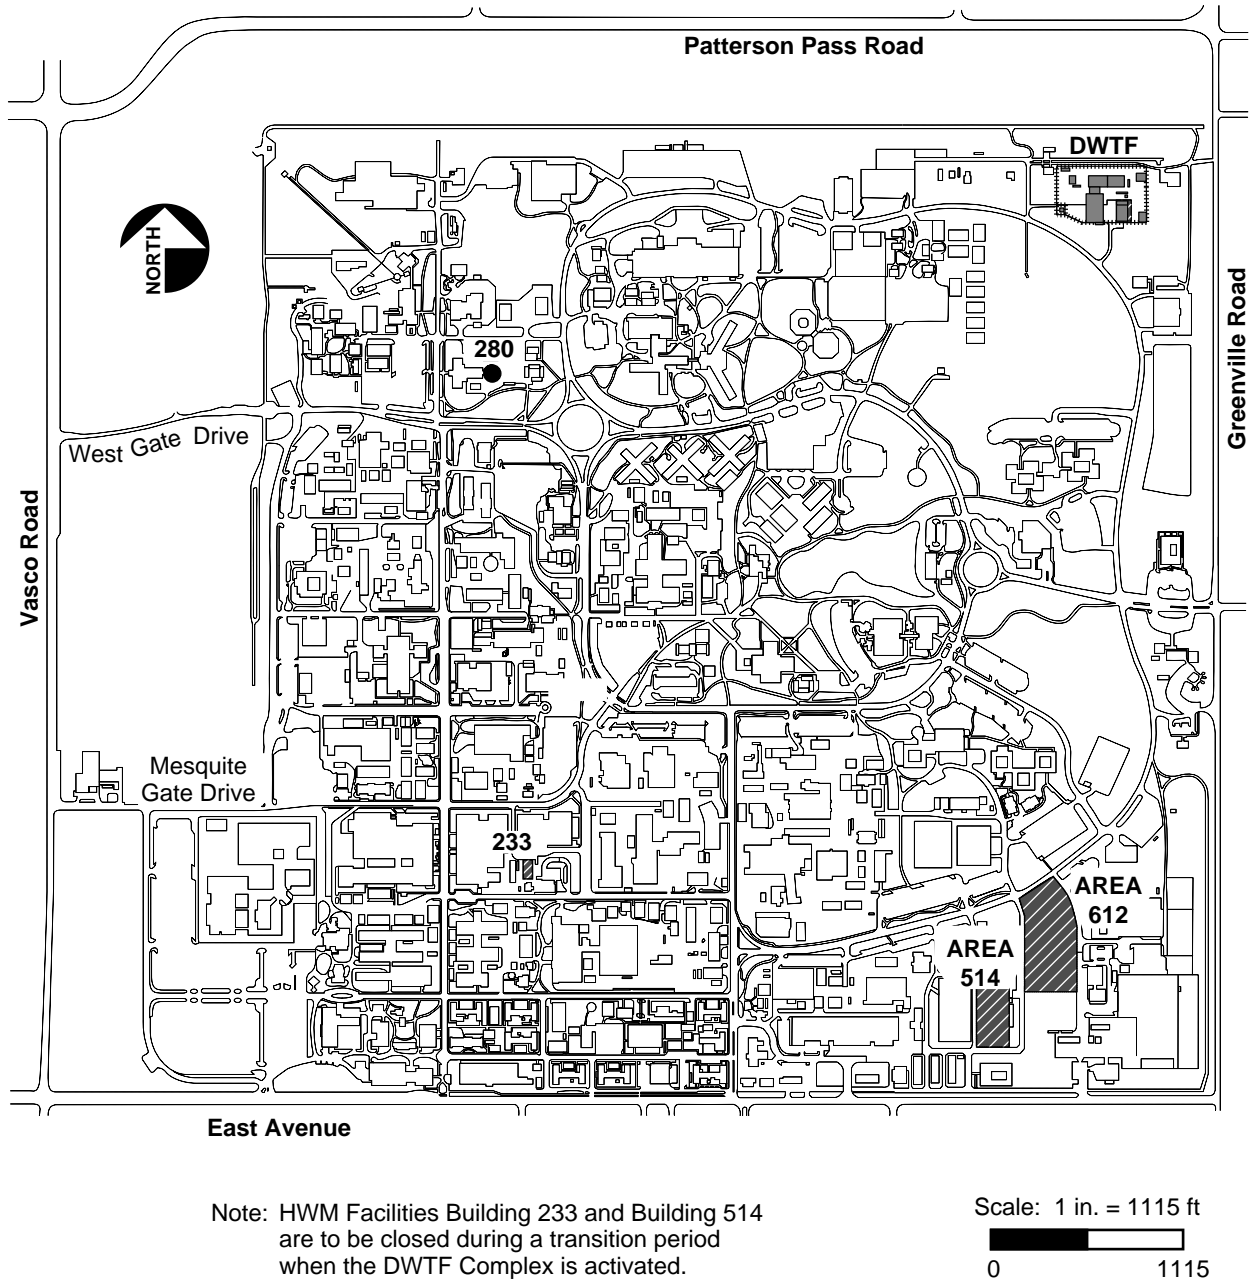 Patterson Pass Road
DWTF
NORTH
280
Greenville Road
West Gate Drive
Vasco Road
Mesquite
Gate Drive
233
AREA
612
AREA
514
East Avenue
Note: HWM Facilities Building 233 and Building 514
are to be closed during a transition period
when the DWTF Complex is activated.
Scale: 1 in. = 1115 ft
0 1115